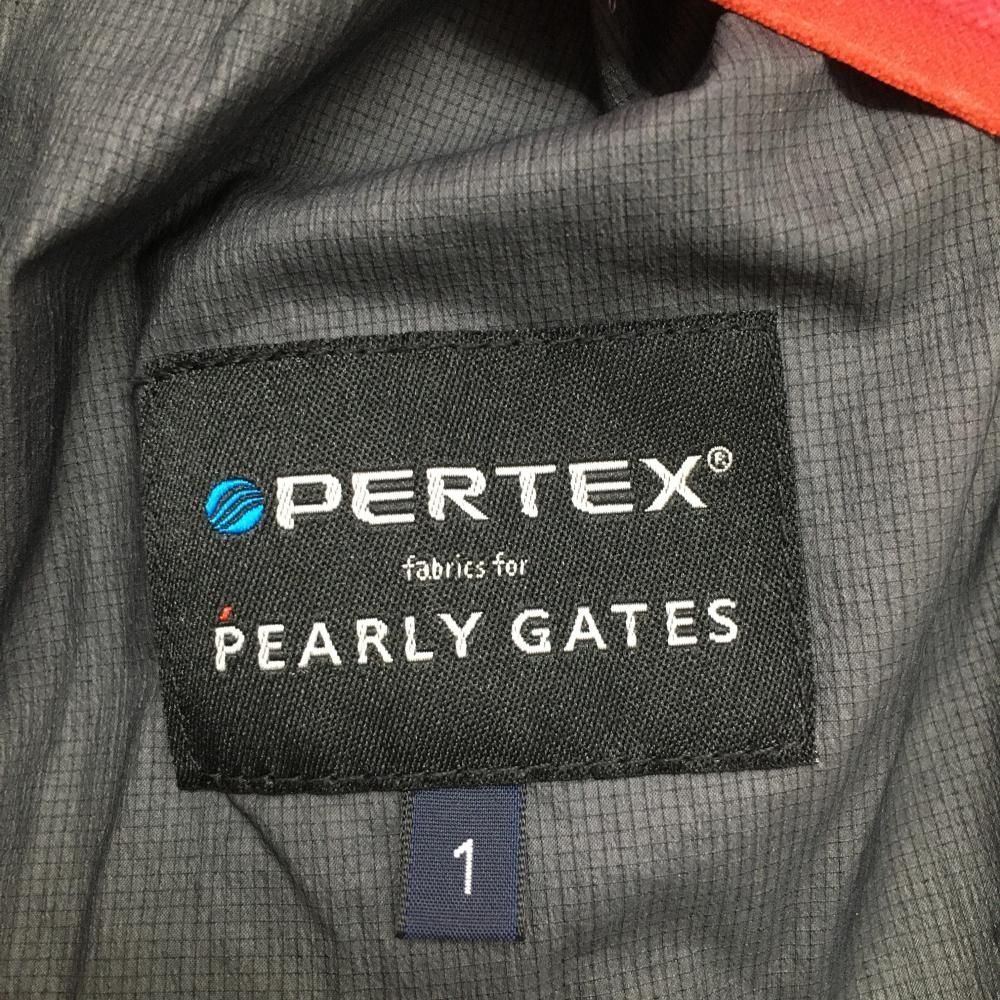 PERTEX®
fabrics for
PEARLY GATES
1